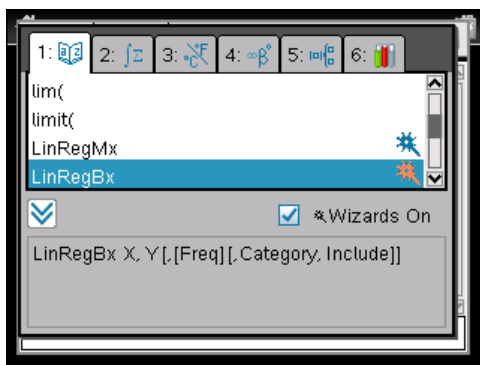 1: 2: ∫Σ 3: °C°F 4: ∞β° 5: 6:
lim(
limit(
LinRegMx
LinRegBx
Wizards On
LinRegBx X, Y[,[Freq][,Category, Include]]